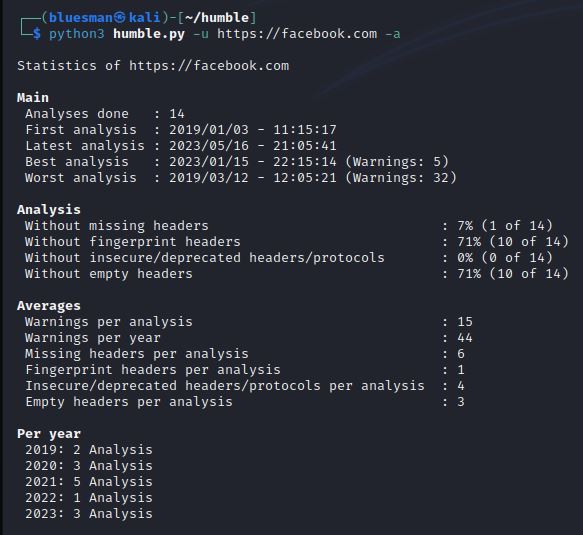 ┌──(bluesman㉿kali)-[~/humble]
└─$ python3 humble.py -u https://facebook.com -a
Statistics of https://facebook.com
Main
Analyses done : 14
First analysis : 2019/01/03 - 11:15:17
Latest analysis : 2023/05/16 - 21:05:41
Best analysis : 2023/01/15 - 22:15:14 (Warnings: 5)
Worst analysis : 2019/03/12 - 12:05:21 (Warnings: 32)
Analysis
Without missing headers : 7% (1 of 14)
Without fingerprint headers : 71% (10 of 14)
Without insecure/deprecated headers/protocols : 0% (0 of 14)
Without empty headers : 71% (10 of 14)
Averages
Warnings per analysis : 15
Warnings per year : 44
Missing headers per analysis : 6
Fingerprint headers per analysis : 1
Insecure/deprecated headers/protocols per analysis : 4
Empty headers per analysis : 3
Per year
2019: 2 Analysis
2020: 3 Analysis
2021: 5 Analysis
2022: 1 Analysis
2023: 3 Analysis